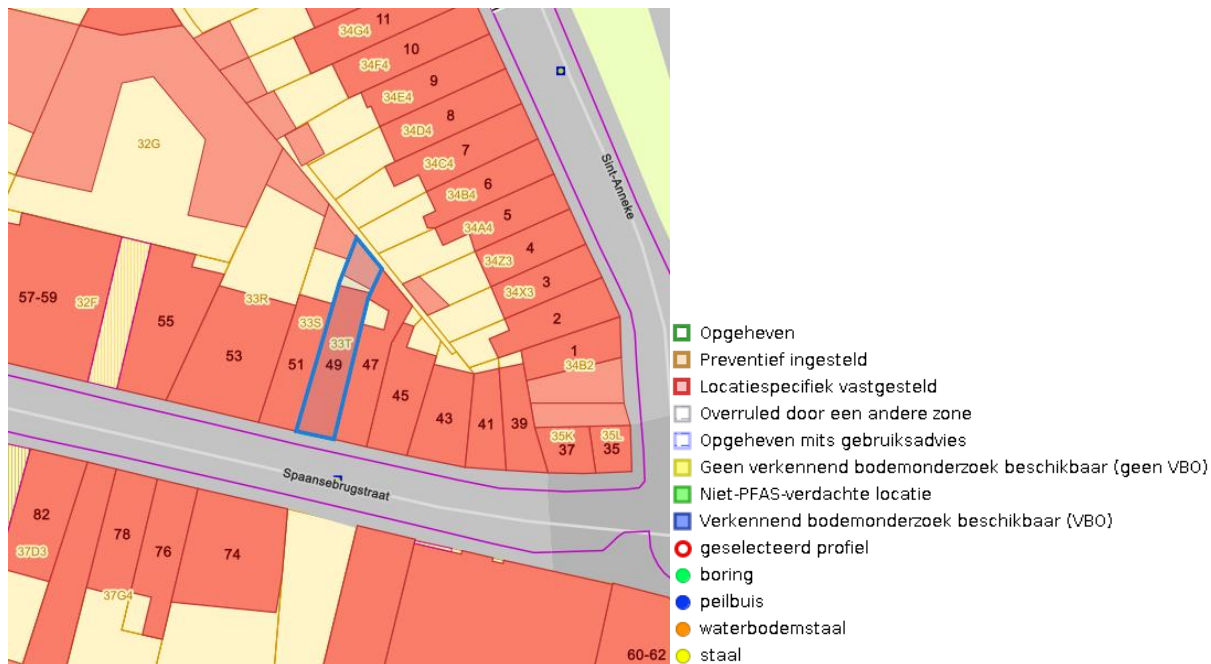 11
34G4
10
34F4
9
34E4
8
34D4
7
34C4
32G
6
34B4
Sint-Anneke
5
34A4
4
34Z3
3
34X3
57-59
32F
33R
2
55
33S
33T
1
34B2
53
51
49
47
45
43
41
39
35K
37
35L
35
Spaansebrugstraat
82
78
76
74
37D3
37G4
60-62
Opgeheven
Preventief ingesteld
Locatiespecifiek vastgesteld
Overruled door een andere zone
Opgeheven mits gebruiksadvies
Geen verkennend bodemonderzoek beschikbaar (geen VBO)
Niet-PFAS-verdachte locatie
Verkennend bodemonderzoek beschikbaar (VBO)
geselecteerd profiel
boring
peilbuis
waterbodemstaal
staal